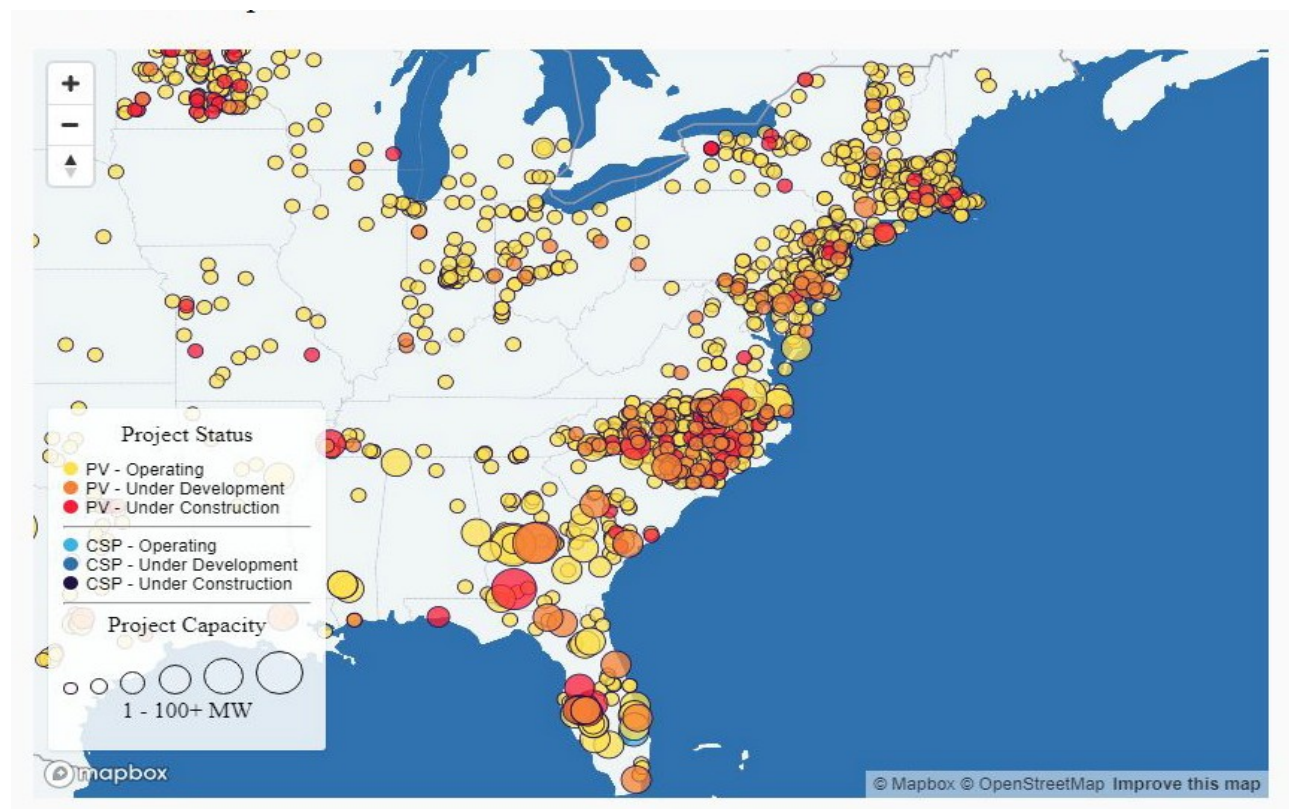 +
−
Project Status
PV - Operating
PV - Under Development
PV - Under Construction
CSP - Operating
CSP - Under Development
CSP - Under Construction
Project Capacity
1 - 100+ MW
mapbox
© Mapbox © OpenStreetMap Improve this map